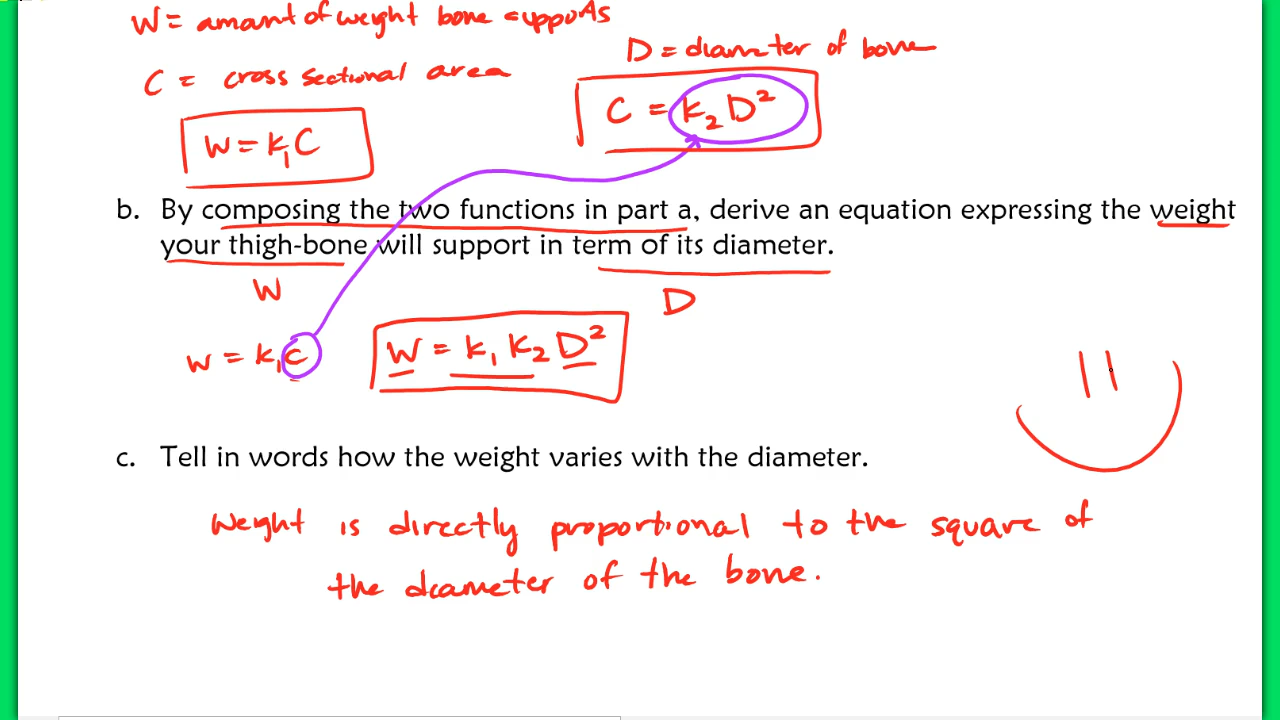 W = amount of weight bone supports
D = diameter of bone
C = cross sectional area
C = k₂D²
W = k₁C
b. By composing the two functions in part a, derive an equation expressing the weight
your thigh-bone will support in term of its diameter.
W
D
W = k₁C
W = k₁ k₂ D²
c. Tell in words how the weight varies with the diameter.
Weight is directly proportional to the square of
the diameter of the bone.